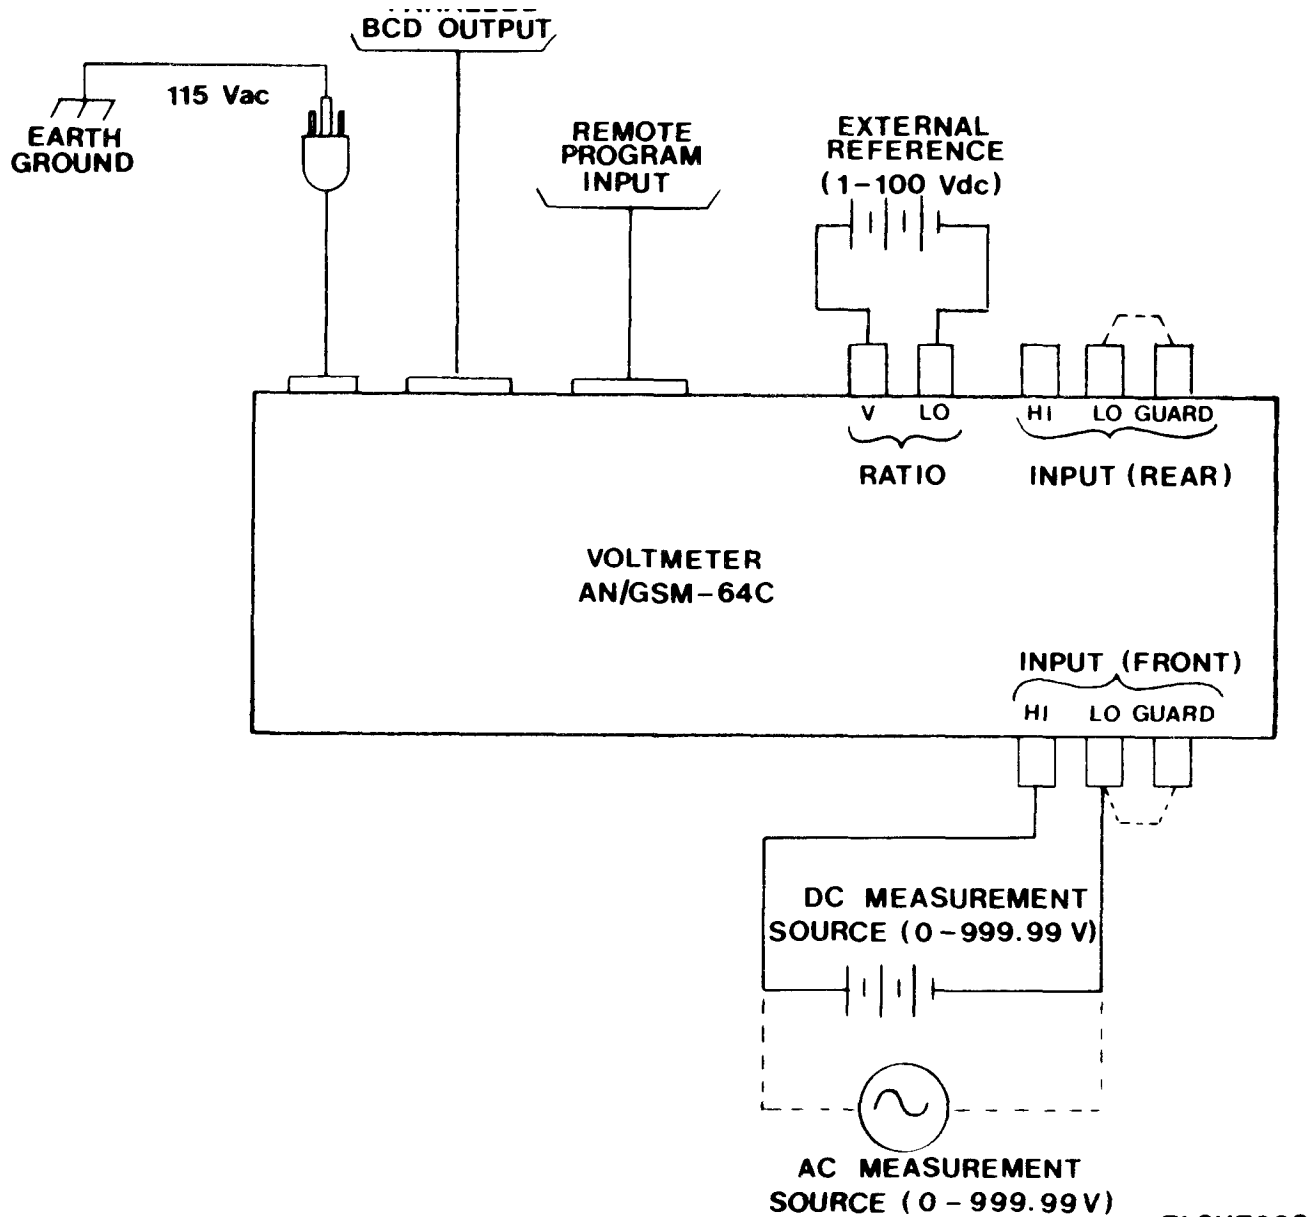 BCD OUTPUT
115 Vac
EARTH
GROUND
REMOTE
PROGRAM
INPUT
EXTERNAL
REFERENCE
(1-100 Vdc)
V LO
RATIO
HI LO GUARD
INPUT (REAR)
VOLTMETER
AN/GSM-64C
INPUT (FRONT)
HI LO GUARD
DC MEASUREMENT
SOURCE (0-999.99 V)
AC MEASUREMENT
SOURCE (0-999.99V)